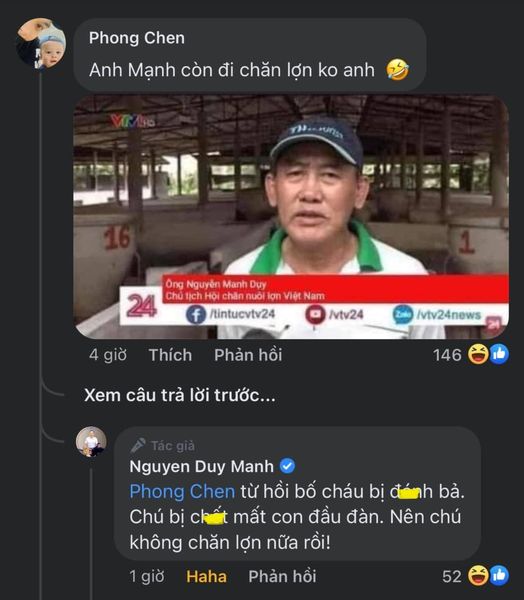 Phong Chen
Anh Mạnh còn đi chăn lợn ko anh 🤣
VTV
16
1
Ông Nguyễn Mạnh Duy
Chủ tịch Hội chăn nuôi lợn Việt Nam
24
/tintucvtv24
/vtv24
Zalo /vtv24news
24
4 giờ Thích Phản hồi 146
Xem câu trả lời trước...
Tác giả
Nguyen Duy Manh
Phong Chen từ hồi bố cháu bị đánh bả.
Chú bị chết mất con đầu đàn. Nên chú
không chăn lợn nữa rồi!
1 giờ Haha Phản hồi 52